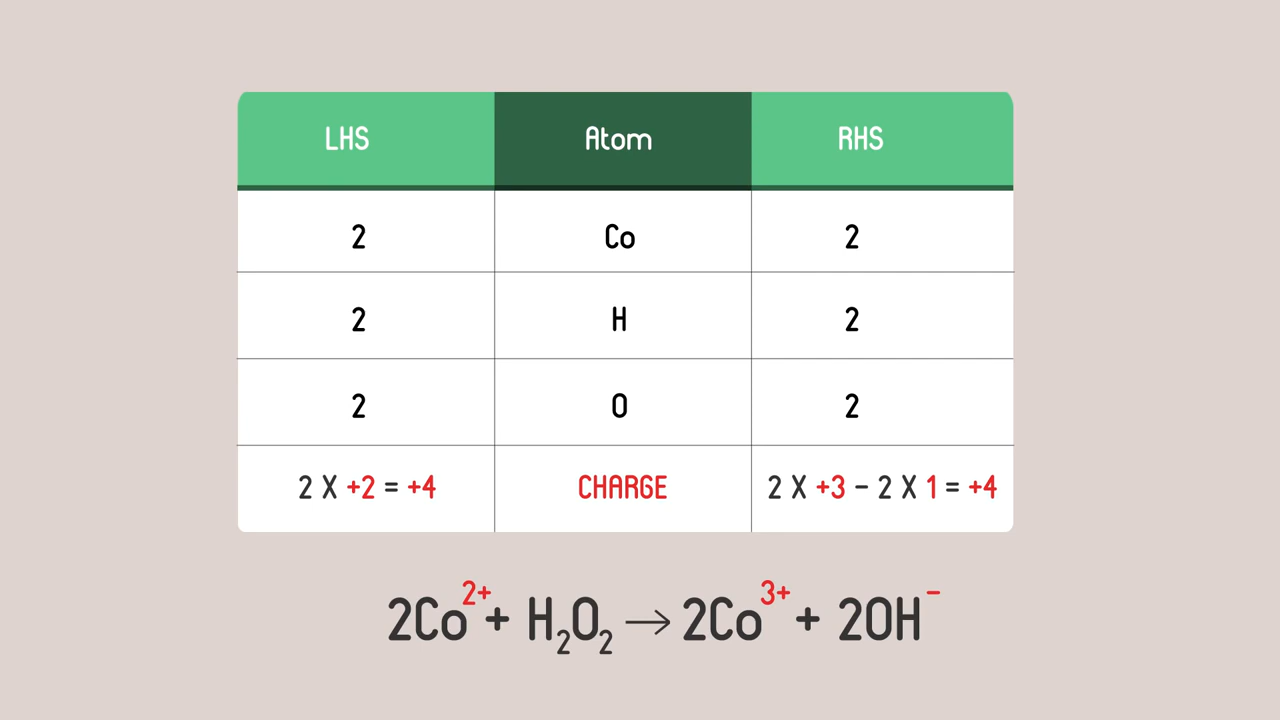 LHS Atom RHS
2 Co 2
2 H 2
2 O 2
2 X +2 = +4 CHARGE 2 X +3 - 2 X 1 = +4
2Co²⁺ + H₂O₂ → 2Co³⁺ + 2OH⁻